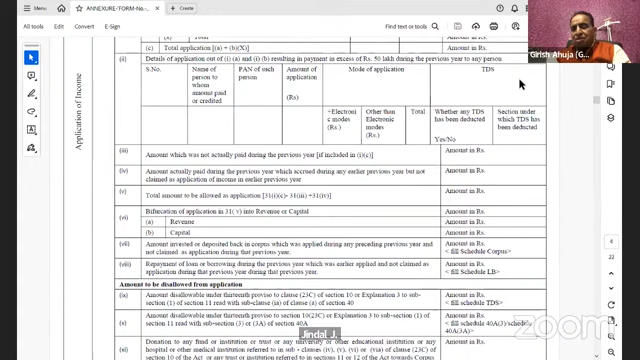 ANNEXURE-FORM-No-...
Create
Sign in
All tools
Edit
Convert
E-Sign
Find text or tools
Girish Ahuja (G
(c) Total application [(a) + (b)(X)]
Amount in Rs.
(ii) Details of application out of (i) (a) and (i) (b) resulting in payment in excess of Rs. 50 lakh during the previous year to any person
S.No.
Name of person to whom amount paid or credited
PAN of such person
Amount of application
(Rs)
Mode of application
TDS
+Electroni c modes (Rs.)
Other than Electronic modes (Rs.)
Total
Whether any TDS has been deducted
Yes/No
Section under which TDS has been deducted
Application of Income
(iii) Amount which was not actually paid during the previous year [if included in (i)(c)]
Amount in Rs.
(iv) Amount actually paid during the previous year which accrued during any earlier previous year but not claimed as application of income in earlier previous year
Amount in Rs.
(v) Total amount to be allowed as application [31(i)(c)- 31(iii) +31(iv)]
Amount in Rs.
(vi) Bifurcation of application in 31( v) into Revenue or Capital
Amount in Rs.
(a) Revenue
Amount in Rs.
(b) Capital
Amount in Rs.
(vii) Amount invested or deposited back in corpus which was applied during any preceding previous year and not claimed as application during that previous year.
Amount in Rs.
< fill Schedule Corpus>
(viii) Repayment of loan or borrowing during the previous year which was earlier applied and not claimed as application during that previous year during that previous year.
Amount in Rs.
< fill Schedule LB>
Amount to be disallowed from application
(ix) Amount disallowable under thirteenth proviso to clause (23C) of section 10 or Explanation 3 to sub-section (1) of section 11 read with sub-clause (ia) of clause (a) of section 40
Amount in Rs.
< fill schedule TDS>
(x) Amount disallowable under thirteenth proviso to section 10(23C) or Explanation 3 to sub-section (1) of section 11 read with sub-section (3) or (3A) of section 40A
Amount in Rs.
< fill schedule 40A(3)/schedule 40A(3A)>
(xi) Donation to any fund or institution or trust or any university or other educational institution or any hospital or other medical institution referred to in sub - clauses (iv), (v), (vi) or (via) of clause (23C) of section 10 of the Act or trust or institution referred to in section 11 or 12 of the Act towards Corpus
Amount in Rs.
Jindal J.
4
22
zoom